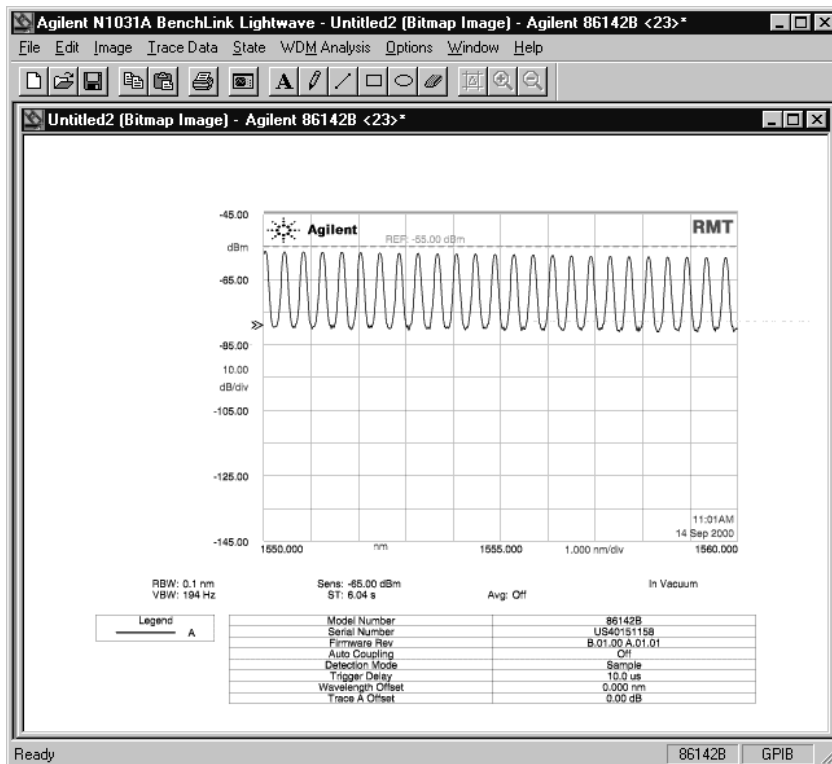 Agilent N1031A BenchLink Lightwave - Untitled2 (Bitmap Image) - Agilent 86142B <23>*
File Edit Image Trace Data State WDM Analysis Options Window Help
A
Untitled2 (Bitmap Image) - Agilent 86142B <23>*
-45.00
Agilent
RMT
REF: -55.00 dBm
dBm
-65.00
-85.00
10.00
dB/div
-105.00
-125.00
11:01AM
14 Sep 2000
-145.00
1550.000 nm 1555.000 1.000 nm/div 1560.000
RBW: 0.1 nm Sens: -65.00 dBm In Vacuum
VBW: 194 Hz ST: 6.04 s Avg: Off
Legend
A
Model Number 86142B
Serial Number US40151158
Firmware Rev B.01.00 A.01.01
Auto Coupling Off
Detection Mode Sample
Trigger Delay 10.0 us
Wavelength Offset 0.000 nm
Trace A Offset 0.00 dB
Ready 86142B GPIB